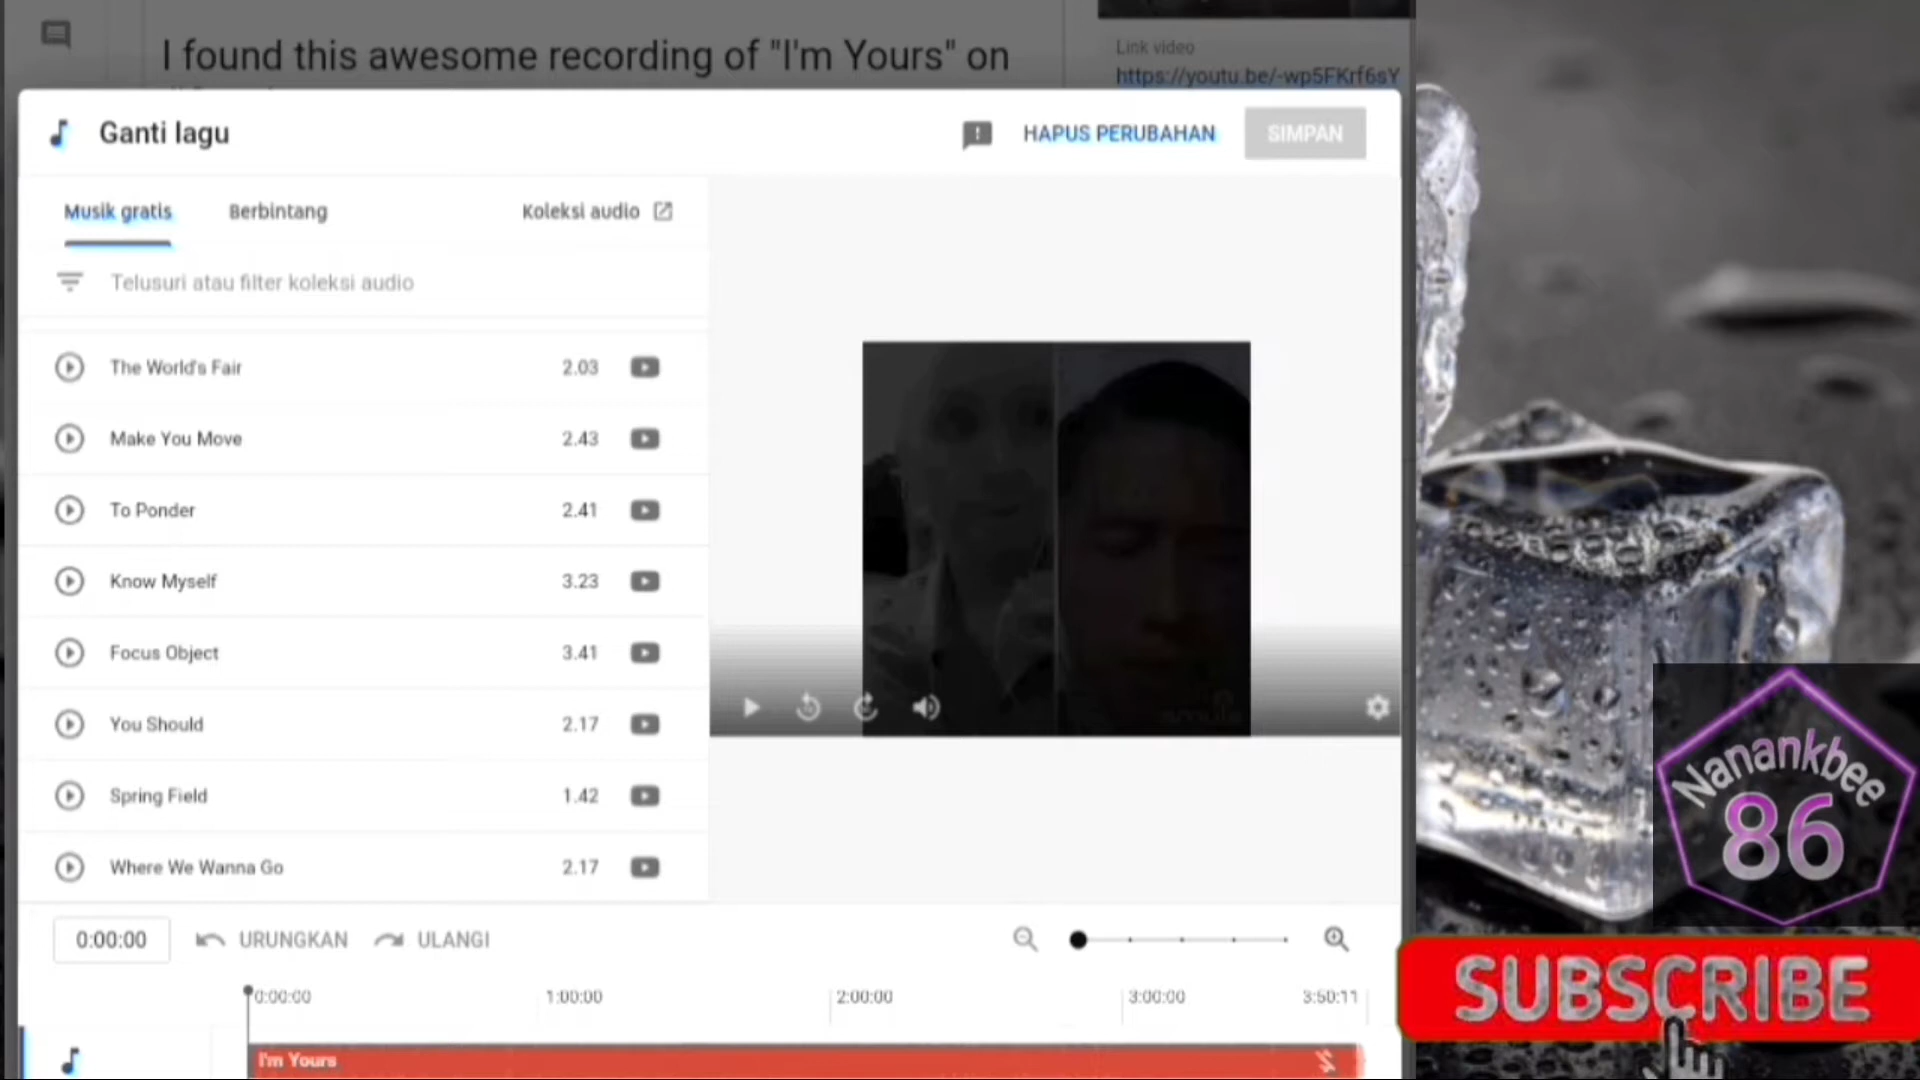 I found this awesome recording of "I'm Yours" on
Link video
https://youtu.be/-wp5FKrf6sY
Ganti lagu
HAPUS PERUBAHAN
SIMPAN
Musik gratis
Berbintang
Koleksi audio
Telusuri atau filter koleksi audio
The World's Fair 2.03
Make You Move 2.43
To Ponder 2.41
Know Myself 3.23
Focus Object 3.41
You Should 2.17
Spring Field 1.42
Where We Wanna Go 2.17
0:00:00
URUNGKAN
ULANGI
0:00:00
1:00:00
2:00:00
3:00:00
3:50:11
I'm Yours
Nanankbee
86
SUBSCRIBE